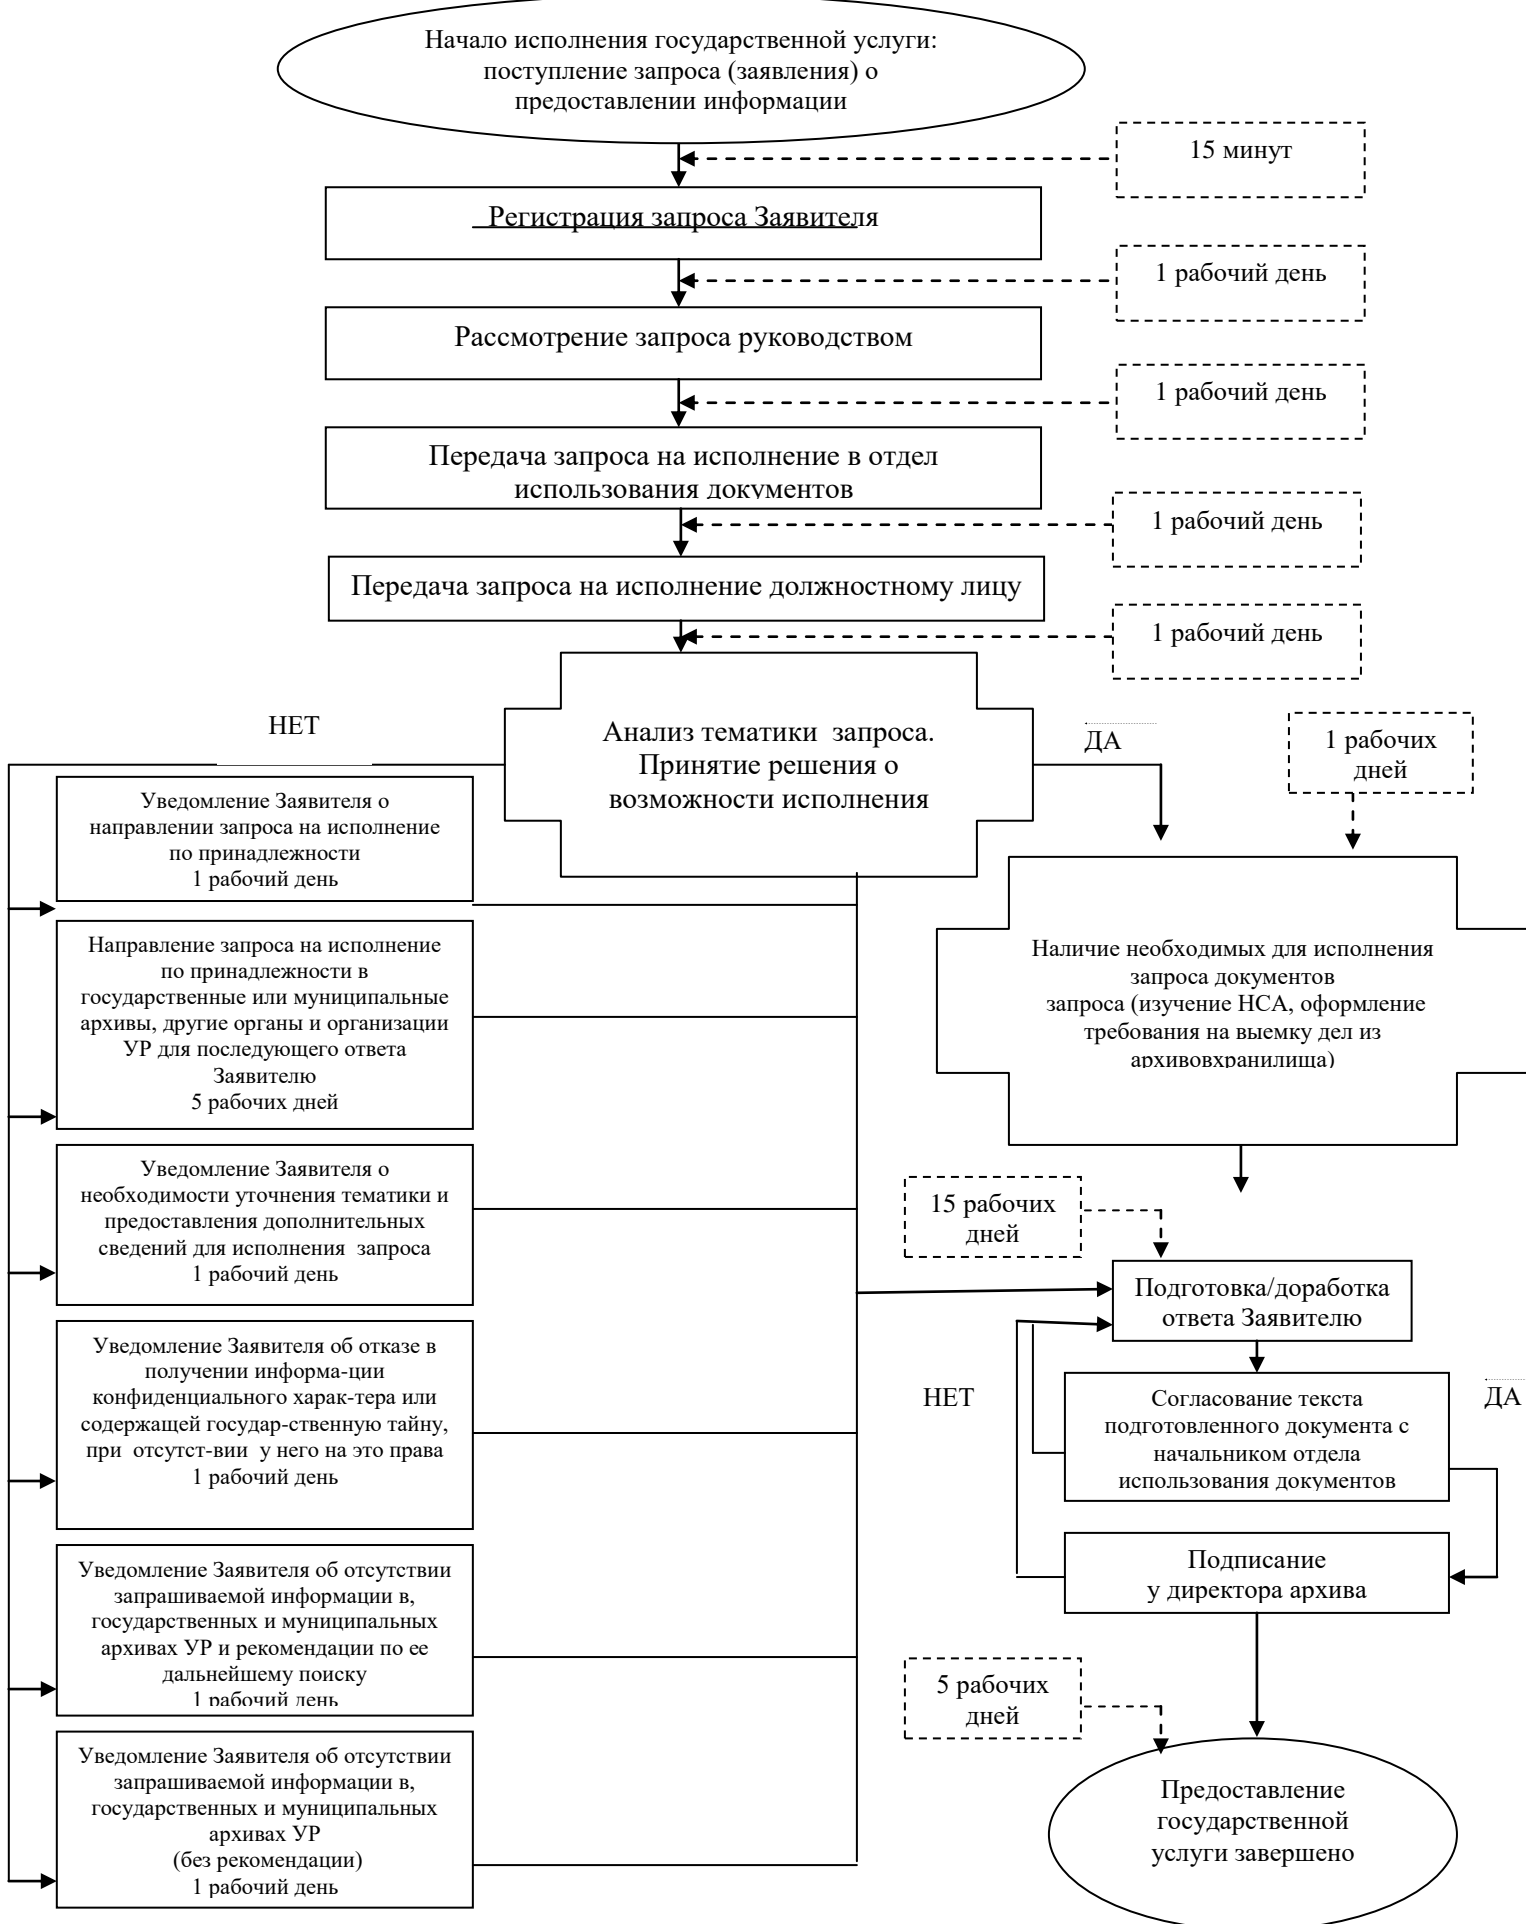 Начало исполнения государственной услуги:
поступление запроса (заявления) о
предоставлении информации
15 минут
Регистрация запроса Заявителя
1 рабочий день
Рассмотрение запроса руководством
1 рабочий день
Передача запроса на исполнение в отдел
использования документов
1 рабочий день
Передача запроса на исполнение должностному лицу
1 рабочий день
НЕТ
Анализ тематики запроса.
Принятие решения о
возможности исполнения
ДА
1 рабочих
дней
Уведомление Заявителя о
направлении запроса на исполнение
по принадлежности
1 рабочий день
Направление запроса на исполнение
по принадлежности в
государственные или муниципальные
архивы, другие органы и организации
УР для последующего ответа
Заявителю
5 рабочих дней
Наличие необходимых для исполнения
запроса документов
запроса (изучение НСА, оформление
требования на выемку дел из
архивовхранилища)
Уведомление Заявителя о
необходимости уточнения тематики и
предоставления дополнительных
сведений для исполнения запроса
1 рабочий день
15 рабочих
дней
Подготовка/доработка
ответа Заявителю
Уведомление Заявителя об отказе в
получении информа-ции
конфиденциального харак-тера или
содержащей государ-ственную тайну,
при отсутст-вии у него на это права
1 рабочий день
НЕТ
Согласование текста
подготовленного документа с
начальником отдела
использования документов
ДА
Подписание
у директора архива
Уведомление Заявителя об отсутствии
запрашиваемой информации в,
государственных и муниципальных
архивах УР и рекомендации по ее
дальнейшему поиску
1 рабочий день
5 рабочих
дней
Уведомление Заявителя об отсутствии
запрашиваемой информации в,
государственных и муниципальных
архивах УР
(без рекомендации)
1 рабочий день
Предоставление
государственной
услуги завершено